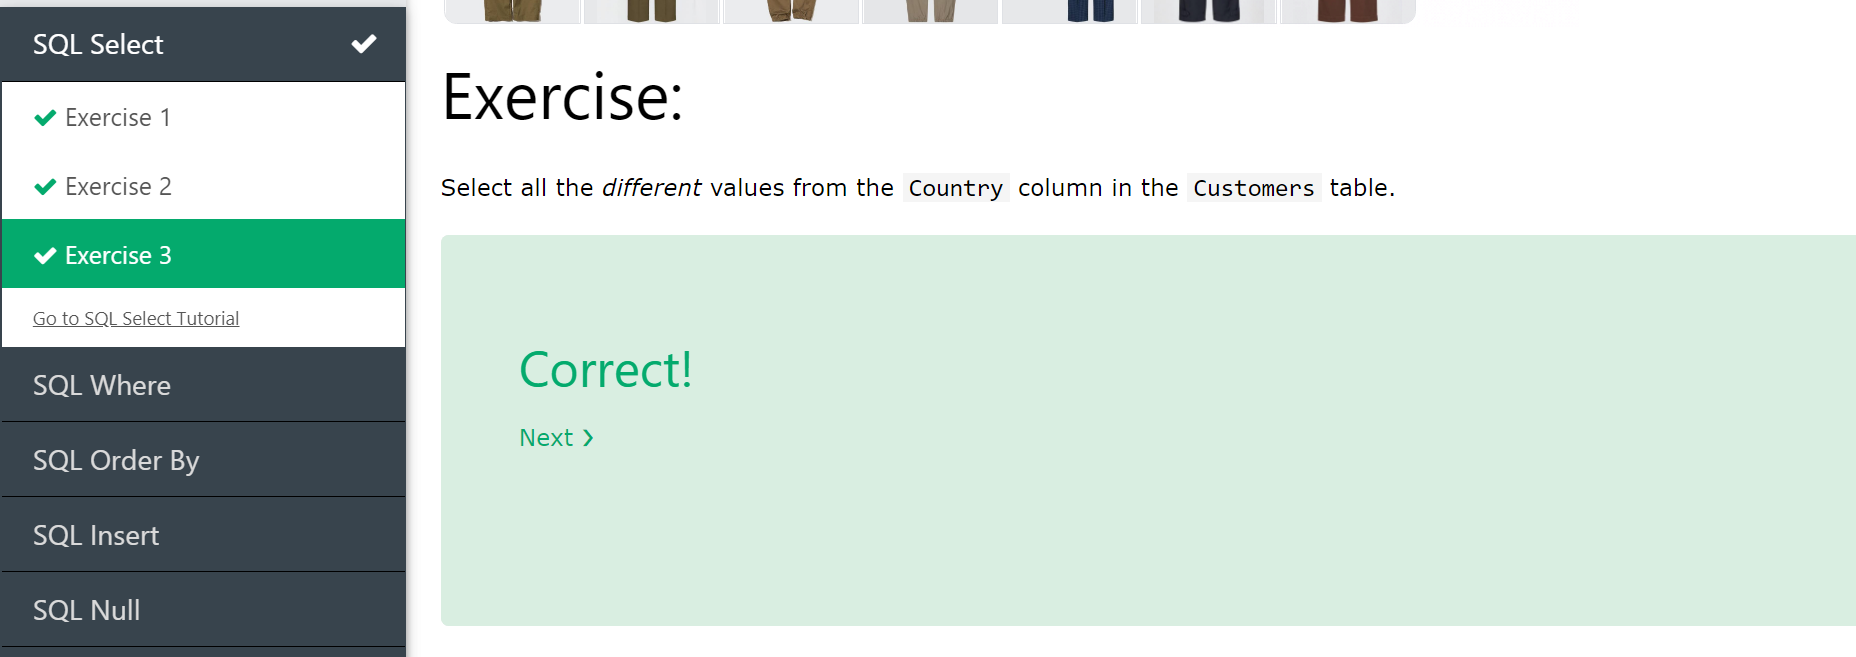 SQL Select
Exercise 1
Exercise 2
Exercise 3
Go to SQL Select Tutorial
SQL Where
SQL Order By
SQL Insert
SQL Null
Exercise:
Select all the different values from the Country column in the Customers table.
Correct!
Next ❯